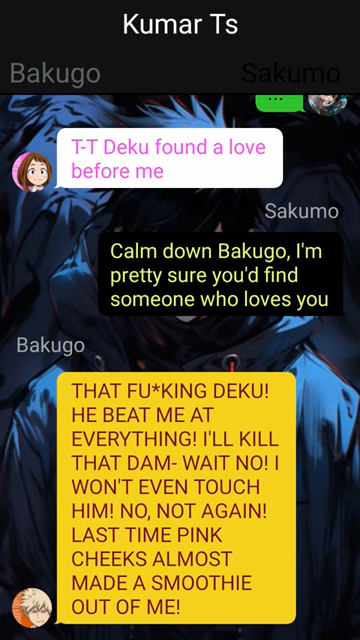 Kumar Ts
Bakugo
Sakumo
...
T-T Deku found a love
before me
Sakumo
Calm down Bakugo, I'm
pretty sure you'd find
someone who loves you
Bakugo
THAT FU*KING DEKU!
HE BEAT ME AT
EVERYTHING! I'LL KILL
THAT DAM- WAIT NO! I
WON'T EVEN TOUCH
HIM! NO, NOT AGAIN!
LAST TIME PINK
CHEEKS ALMOST
MADE A SMOOTHIE
OUT OF ME!